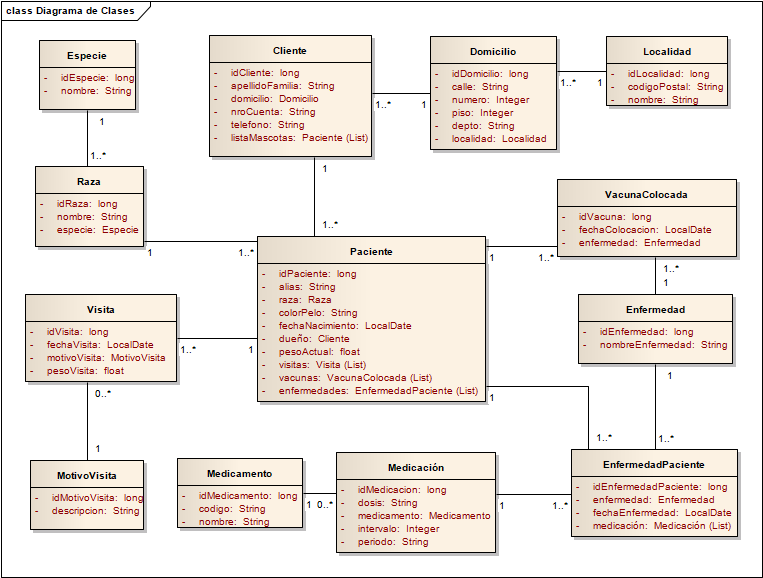 class Diagrama de Clases
Especie
- idEspecie: long
- nombre: String
Cliente
- idCliente: long
- apellidoFamilia: String
- domicilio: Domicilio
- nroCuenta: String
- telefono: String
- listaMascotas: Paciente (List)
Domicilio
- idDomicilio: long
- calle: String
- numero: Integer
- piso: Integer
- depto: String
- localidad: Localidad
Localidad
- idLocalidad: long
- codigoPostal: String
- nombre: String
1..*
1
1..*
1
1
1..*
Raza
- idRaza: long
- nombre: String
- especie: Especie
1
1..*
VacunaColocada
- idVacuna: long
- fechaColocacion: LocalDate
- enfermedad: Enfermedad
1
1..*
Paciente
- idPaciente: long
- alias: String
- raza: Raza
- colorPelo: String
- fechaNacimiento: LocalDate
- dueño: Cliente
- pesoActual: float
- visitas: Visita (List)
- vacunas: VacunaColocada (List)
- enfermedades: EnfermedadPaciente (List)
1
1..*
1..*
1
Visita
- idVisita: long
- fechaVisita: LocalDate
- motivoVisita: MotivoVisita
- pesoVisita: float
1..*
1
Enfermedad
- idEnfermedad: long
- nombreEnfermedad: String
0..*
1
1
1..*
1
1..*
MotivoVisita
- idMotivoVisita: long
- descripcion: String
Medicamento
- idMedicamento: long
- codigo: String
- nombre: String
1
0..*
Medicación
- idMedicacion: long
- dosis: String
- medicamento: Medicamento
- intervalo: Integer
- periodo: String
1
1..*
EnfermedadPaciente
- idEnfermedadPaciente: long
- enfermedad: Enfermedad
- fechaEnfermedad: LocalDate
- medicación: Medicación (List)